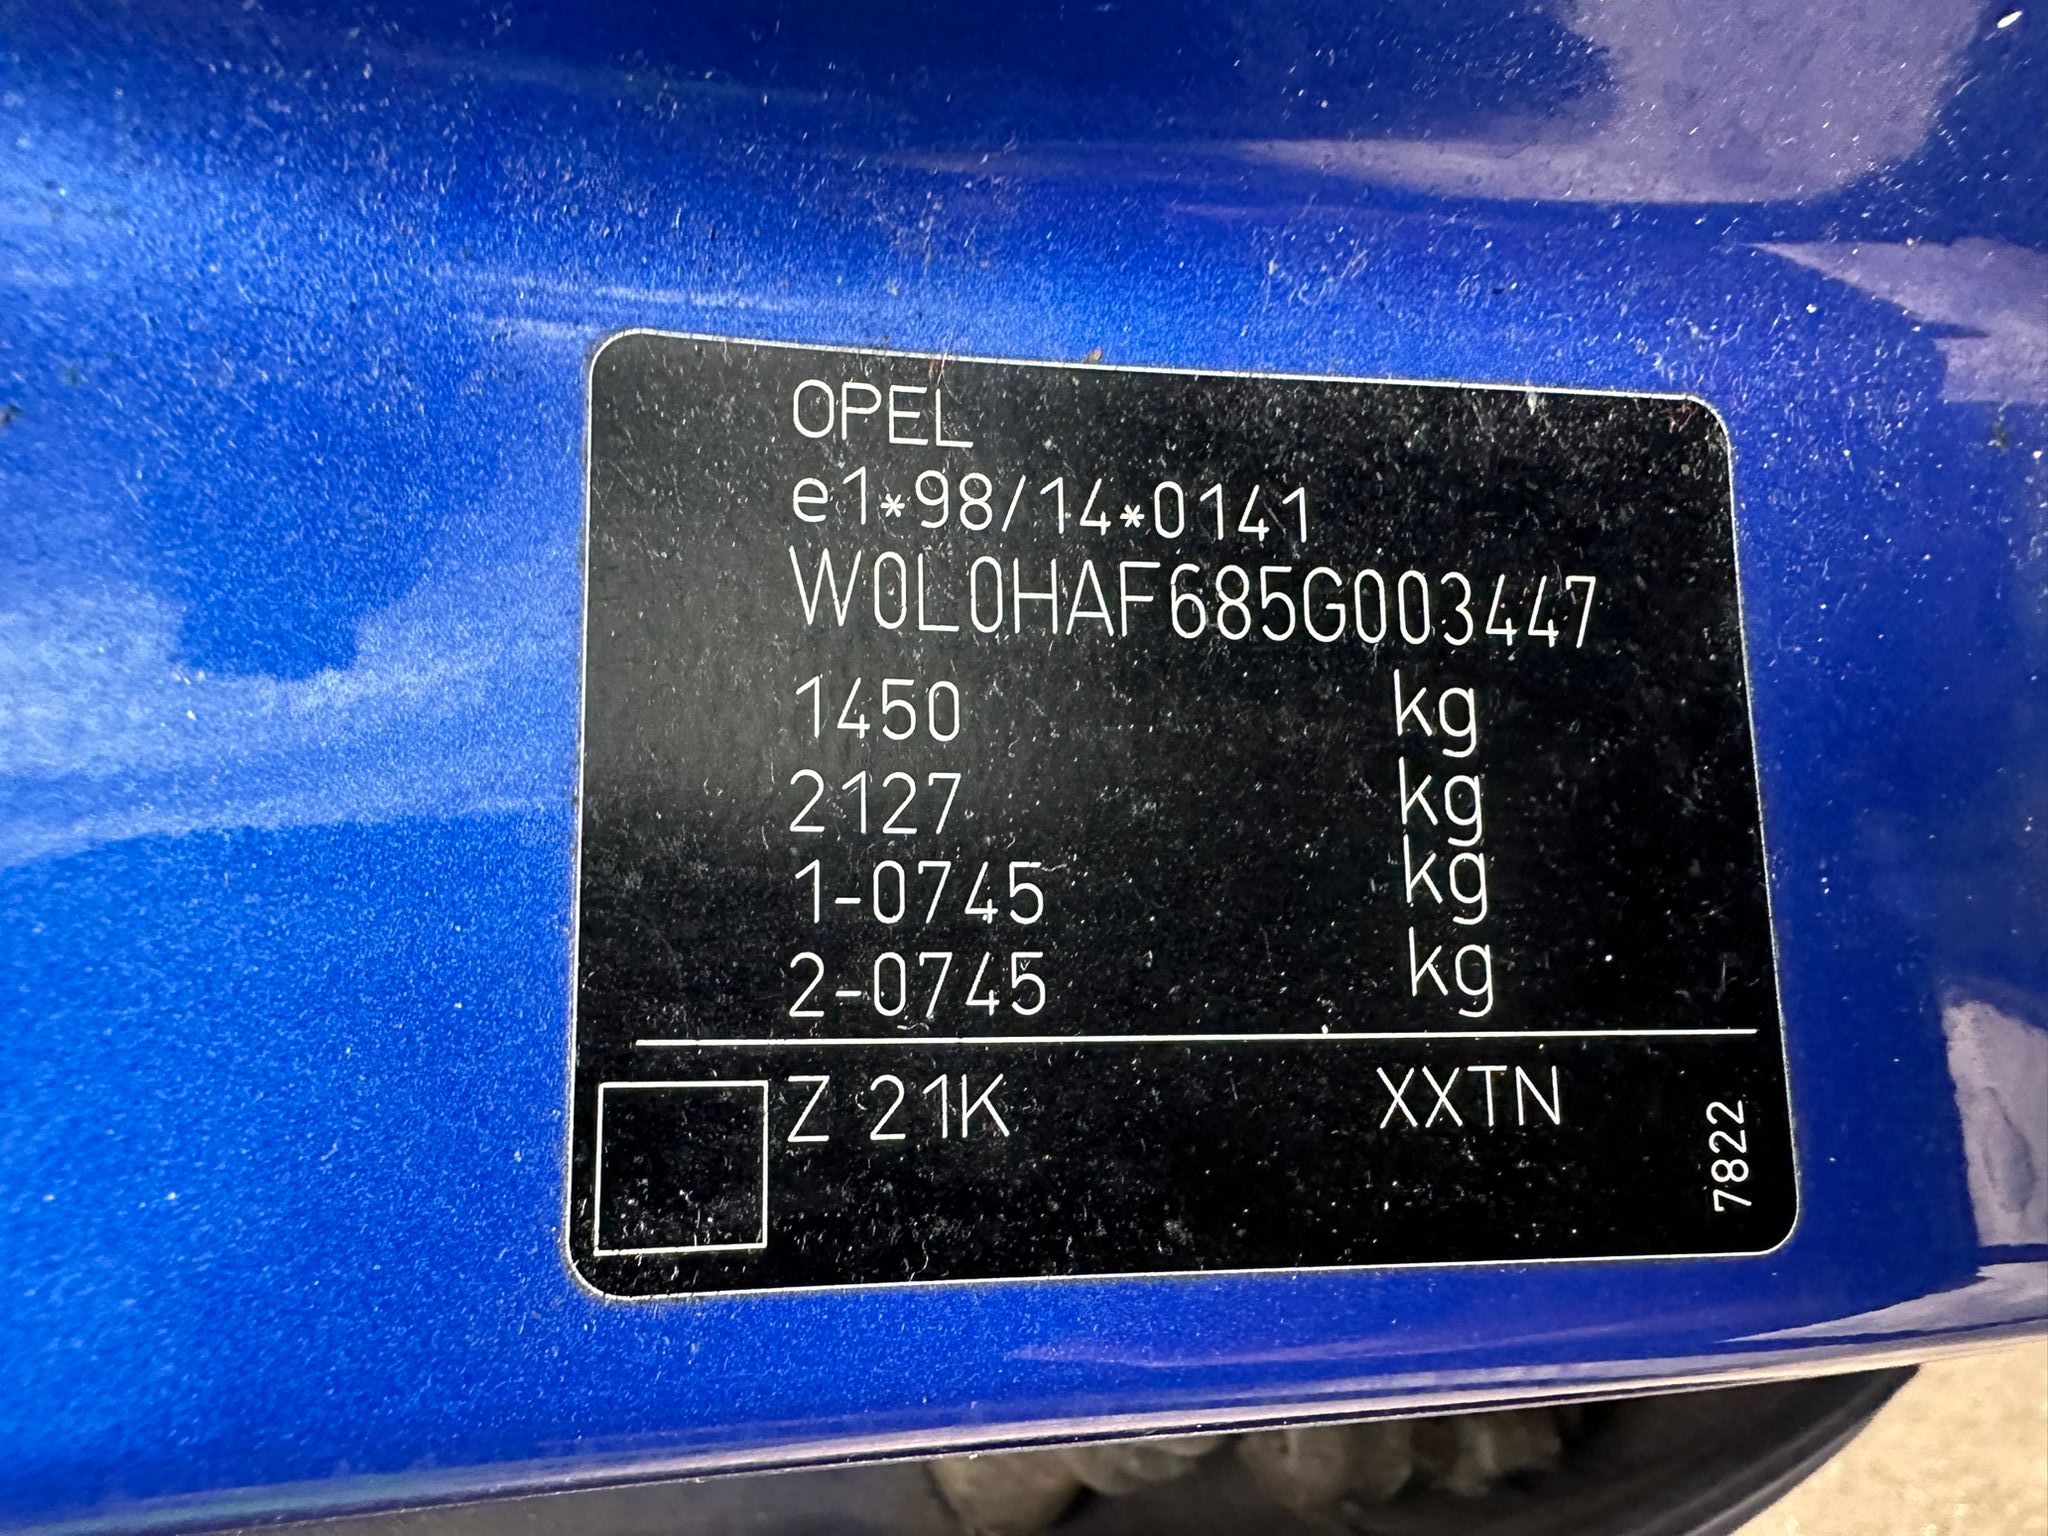 OPEL
e1*98/14*0141
W0L0HAF685G003447
1450 kg
2127 kg
1-0745 kg
2-0745 kg
Z 21K XXTN
7822